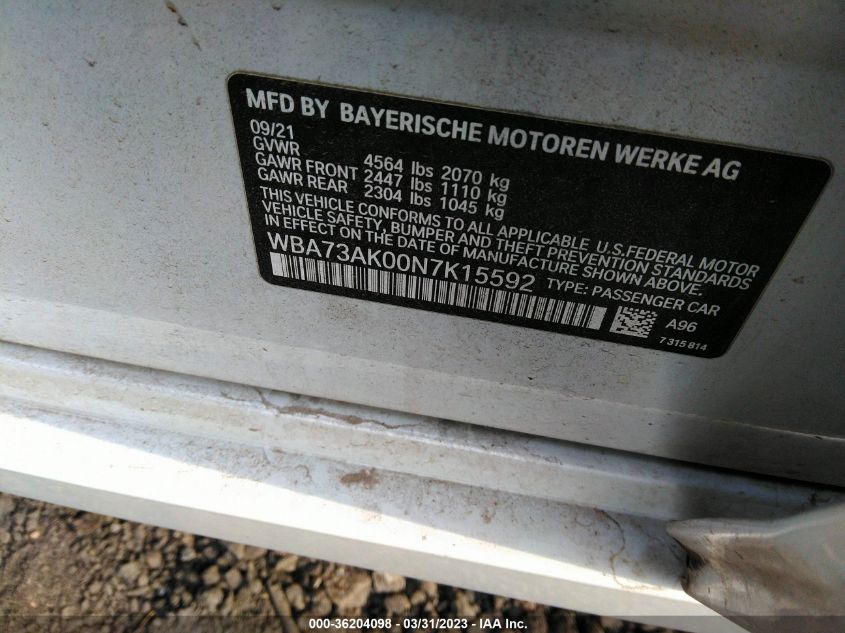 MFD BY BAYERISCHE MOTOREN WERKE AG
09/21
GVWR 4564 lbs 2070 kg
GAWR FRONT 2447 lbs 1110 kg
GAWR REAR 2304 lbs 1045 kg
THIS VEHICLE CONFORMS TO ALL APPLICABLE U.S.FEDERAL MOTOR
VEHICLE SAFETY, BUMPER AND THEFT PREVENTION STANDARDS
IN EFFECT ON THE DATE OF MANUFACTURE SHOWN ABOVE.
WBA73AK00N7K15592 TYPE: PASSENGER CAR
A96
7 315 814
000-36204098 - 03/31/2023 - IAA Inc.